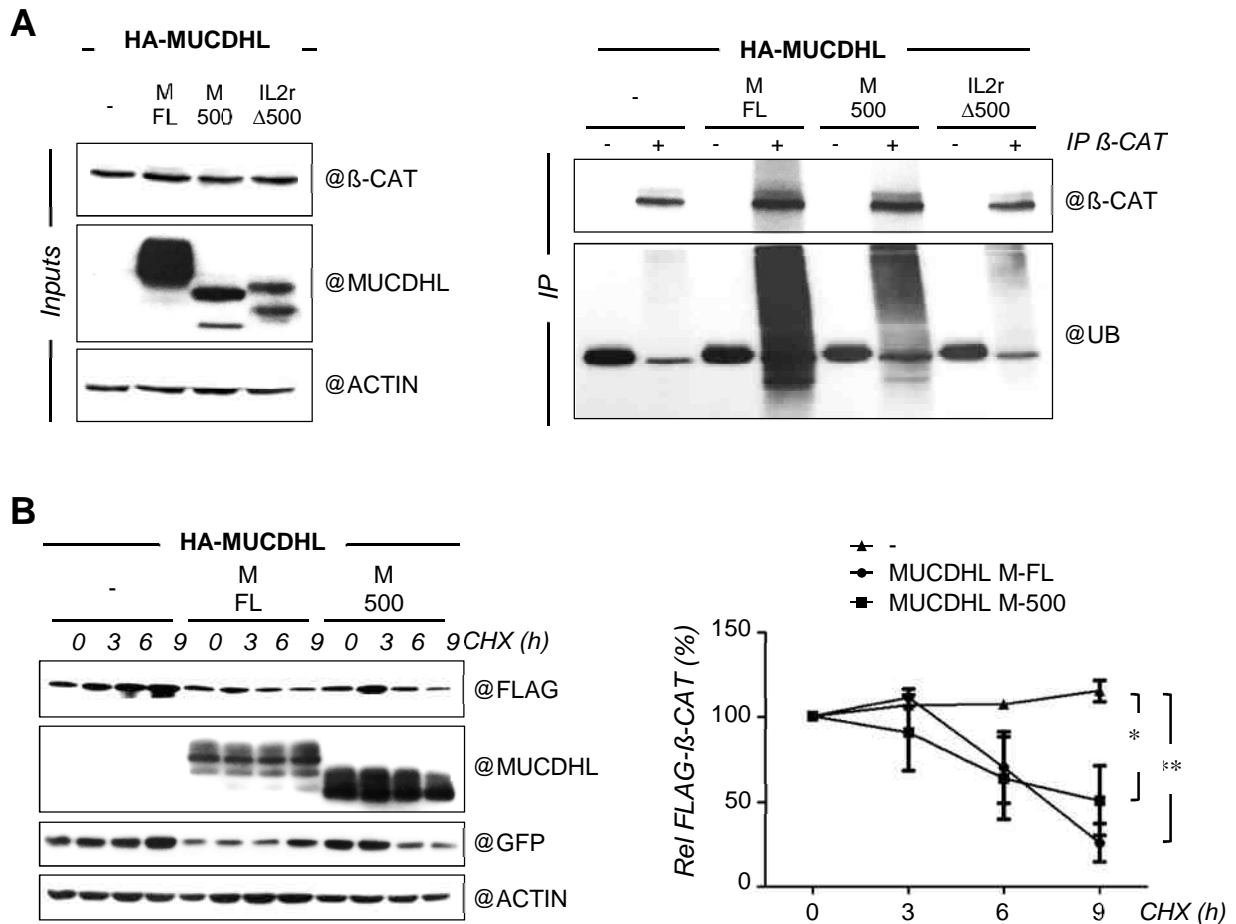 A
HA-MUCDHL
- M FL M 500 IL2r Δ500
Inputs
@ß-CAT
@MUCDHL
@ACTIN
HA-MUCDHL
- M FL M 500 IL2r Δ500
- + - + - + - + IP ß-CAT
IP
@ß-CAT
@UB
B
HA-MUCDHL
- M FL M 500
0 3 6 9 0 3 6 9 0 3 6 9 CHX (h)
@FLAG
@MUCDHL
@GFP
@ACTIN
-
MUCDHL M-FL
MUCDHL M-500
Rel FLAG-ß-CAT (%)
150
100
50
0
* **
0 3 6 9 CHX (h)